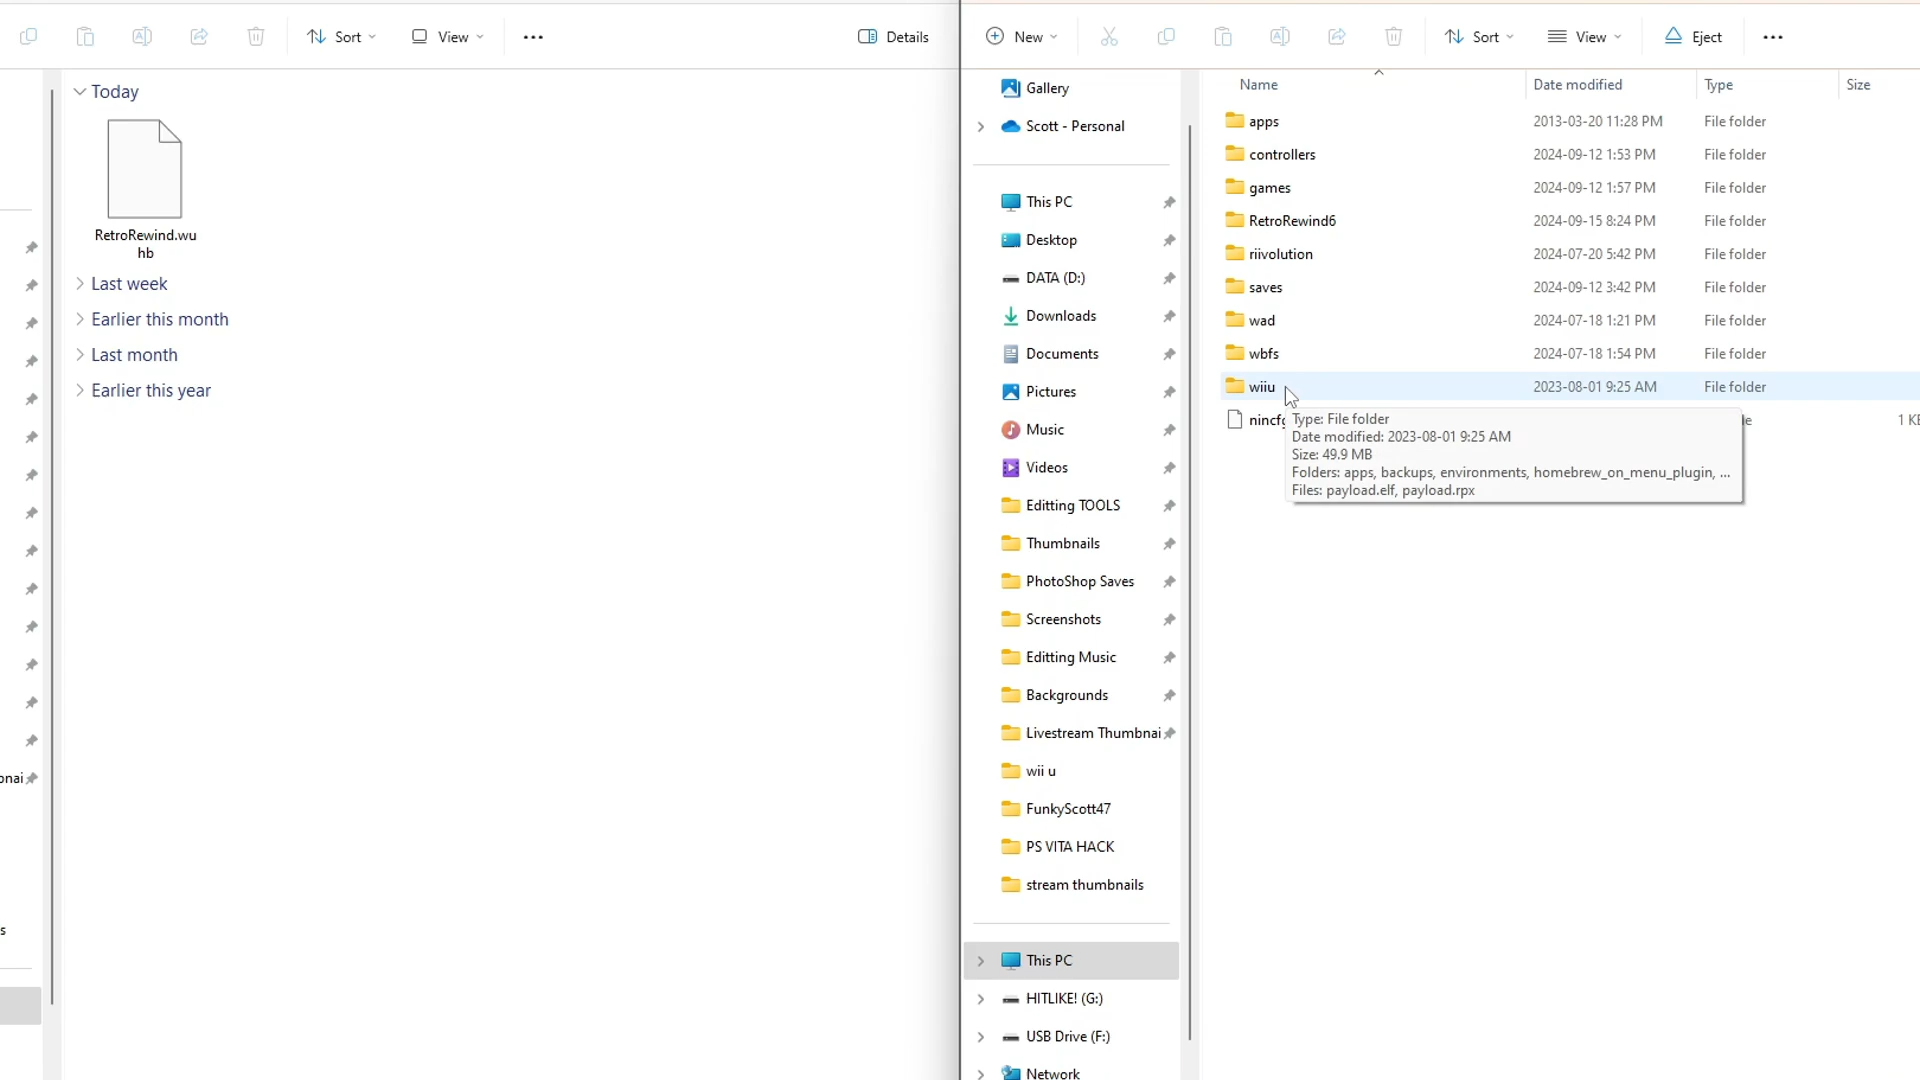 Sort
View
Details
Today
RetroRewind.wu
hb
Last week
Earlier this month
Last month
Earlier this year
onai
s
New
Sort
View
Eject
Gallery
Scott - Personal
This PC
Desktop
DATA (D:)
Downloads
Documents
Pictures
Music
Videos
Editting TOOLS
Thumbnails
PhotoShop Saves
Screenshots
Editting Music
Backgrounds
Livestream Thumbnai
wii u
FunkyScott47
PS VITA HACK
stream thumbnails
This PC
HITLIKE! (G:)
USB Drive (F:)
Network
Name Date modified Type Size
apps 2013-03-20 11:28 PM File folder
controllers 2024-09-12 1:53 PM File folder
games 2024-09-12 1:57 PM File folder
RetroRewind6 2024-09-15 8:24 PM File folder
riivolution 2024-07-20 5:42 PM File folder
saves 2024-09-12 3:42 PM File folder
wad 2024-07-18 1:21 PM File folder
wbfs 2024-07-18 1:54 PM File folder
wiiu 2023-08-01 9:25 AM File folder
nincfg le 1 KB
Type: File folder
Date modified: 2023-08-01 9:25 AM
Size: 49.9 MB
Folders: apps, backups, environments, homebrew_on_menu_plugin, ...
Files: payload.elf, payload.rpx